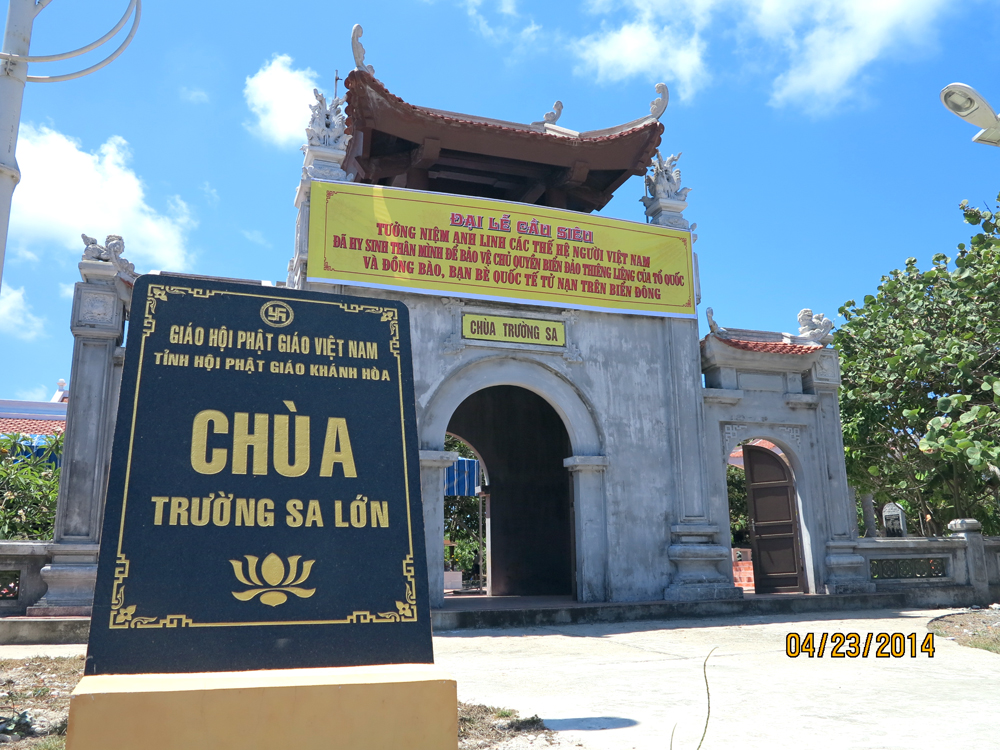 ĐẠI LỄ CẦU SIÊU
TƯỞNG NIỆM ANH LINH CÁC THẾ HỆ NGƯỜI VIỆT NAM
ĐÃ HY SINH THÂN MÌNH ĐỂ BẢO VỆ CHỦ QUYỀN BIỂN ĐẢO THIÊNG LIÊNG CỦA TỔ QUỐC
VÀ ĐỒNG BÀO, BẠN BÈ QUỐC TẾ TỬ NẠN TRÊN BIỂN ĐÔNG
CHÙA TRƯỜNG SA
GIÁO HỘI PHẬT GIÁO VIỆT NAM
TỈNH HỘI PHẬT GIÁO KHÁNH HÒA
CHÙA
TRƯỜNG SA LỚN
04/23/2014